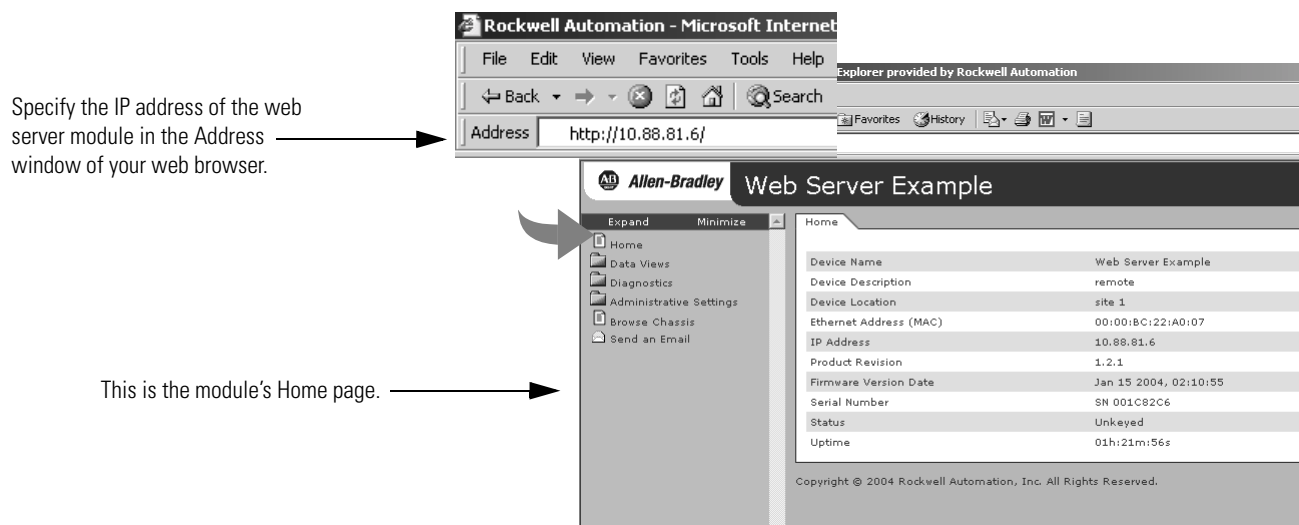 Rockwell Automation - Microsoft Internet
File Edit View Favorites Tools Help
Explorer provided by Rockwell Automation
Back Search
Favorites History
Specify the IP address of the web
server module in the Address
window of your web browser.
Address http://10.88.81.6/
AB Allen-Bradley Web Server Example
Expand Minimize
Home
Data Views
Diagnostics
Administrative Settings
Browse Chassis
Send an Email
This is the module's Home page.
Home
Device Name Web Server Example
Device Description remote
Device Location site 1
Ethernet Address (MAC) 00:00:BC:22:A0:07
IP Address 10.88.81.6
Product Revision 1.2.1
Firmware Version Date Jan 15 2004, 02:10:55
Serial Number SN 001C82C6
Status Unkeyed
Uptime 01h:21m:56s
Copyright © 2004 Rockwell Automation, Inc. All Rights Reserved.